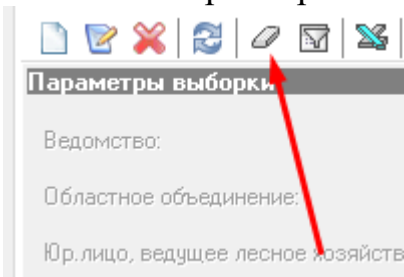 Параметры выборки
Ведомство:
Областное объединение:
Юр.лицо, ведущее лесное хозяйств